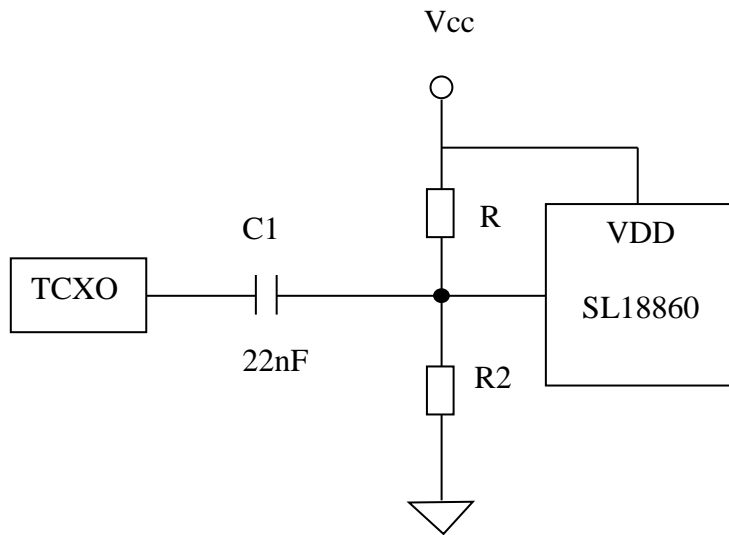 Vcc
R
C1
VDD
TCXO
SL18860
22nF
R2